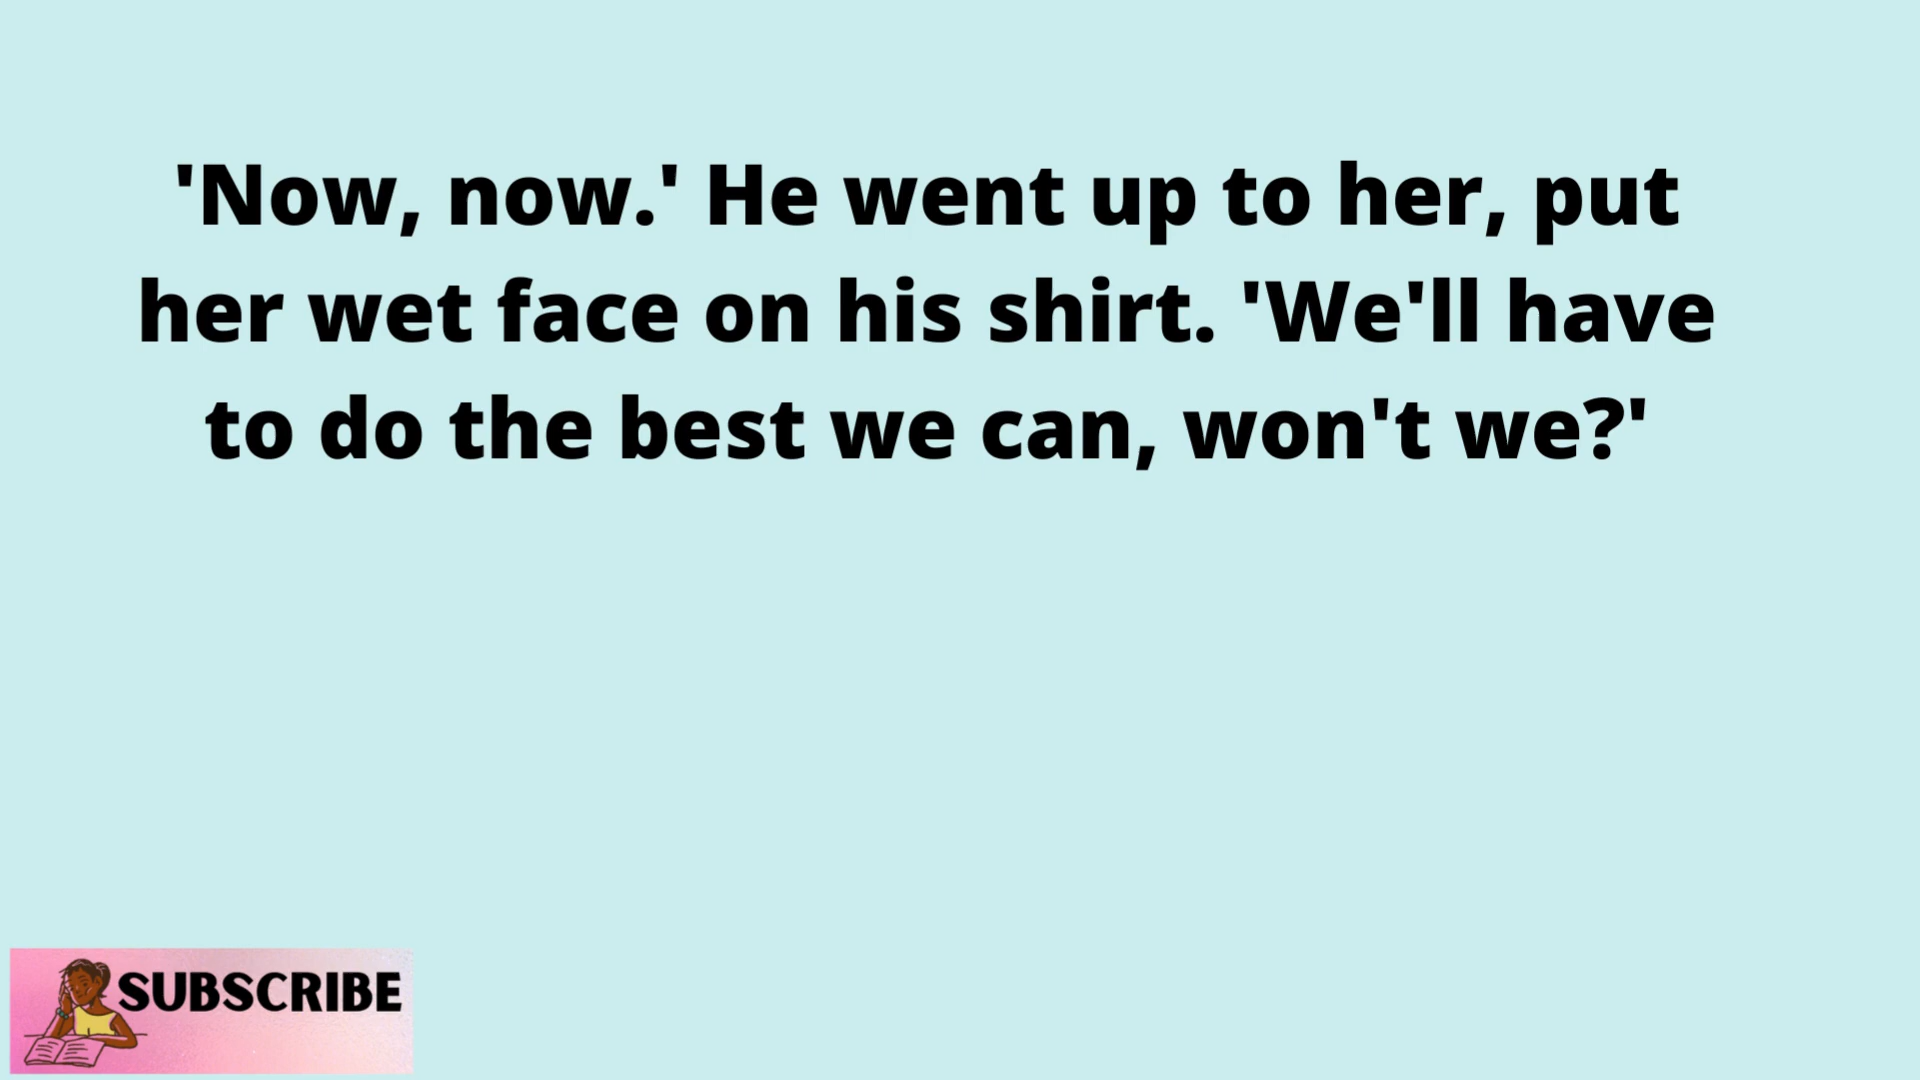 'Now, now.' He went up to her, put
her wet face on his shirt. 'We'll have
to do the best we can, won't we?'
SUBSCRIBE